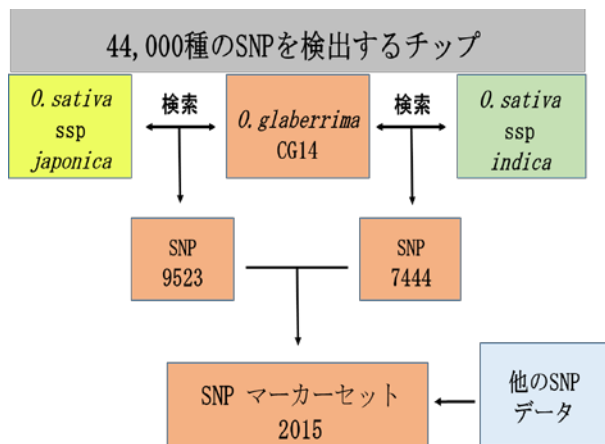 44,000種のSNPを検出するチップ
O.sativa
ssp
japonica
検索
O.glaberrima
CG14
検索
O.sativa
ssp
indica
SNP
9523
SNP
7444
SNP マーカーセット
2015
他のSNP
データ